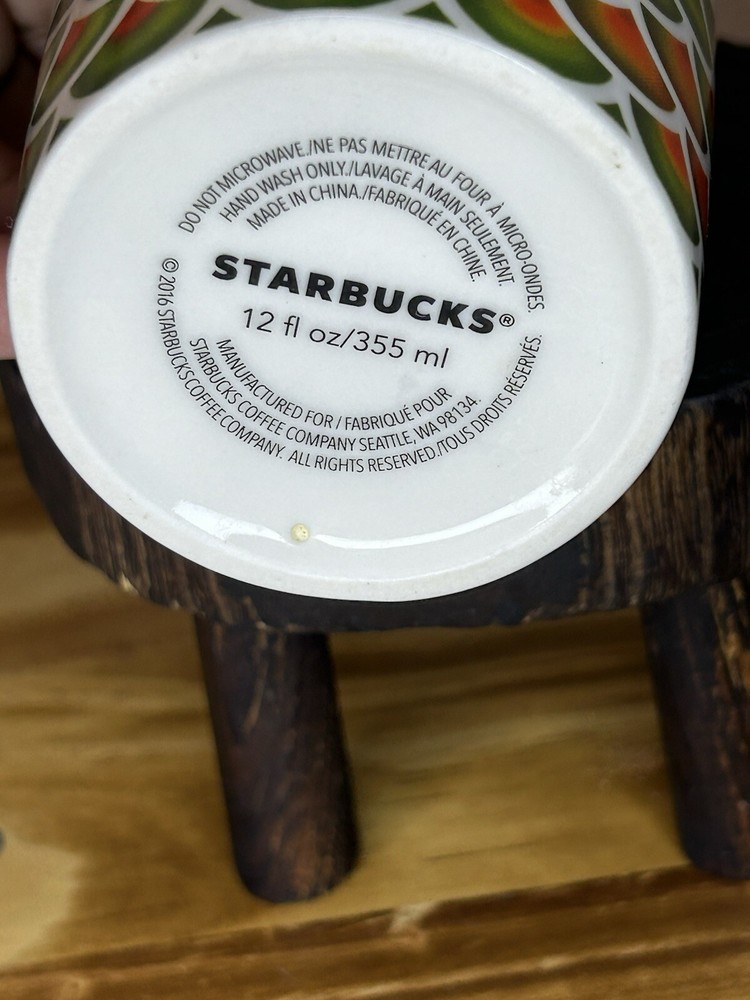 DO NOT MICROWAVE./NE PAS METTRE AU FOUR À MICRO-ONDES.
HAND WASH ONLY./LAVAGE À MAIN SEULEMENT.
MADE IN CHINA./FABRIQUÉ EN CHINE.
STARBUCKS®
12 fl oz/355 ml
MANUFACTURED FOR / FABRIQUÉ POUR
STARBUCKS COFFEE COMPANY SEATTLE, WA 98134.
© 2016 STARBUCKS COFFEE COMPANY. ALL RIGHTS RESERVED./TOUS DROITS RÉSERVÉS.